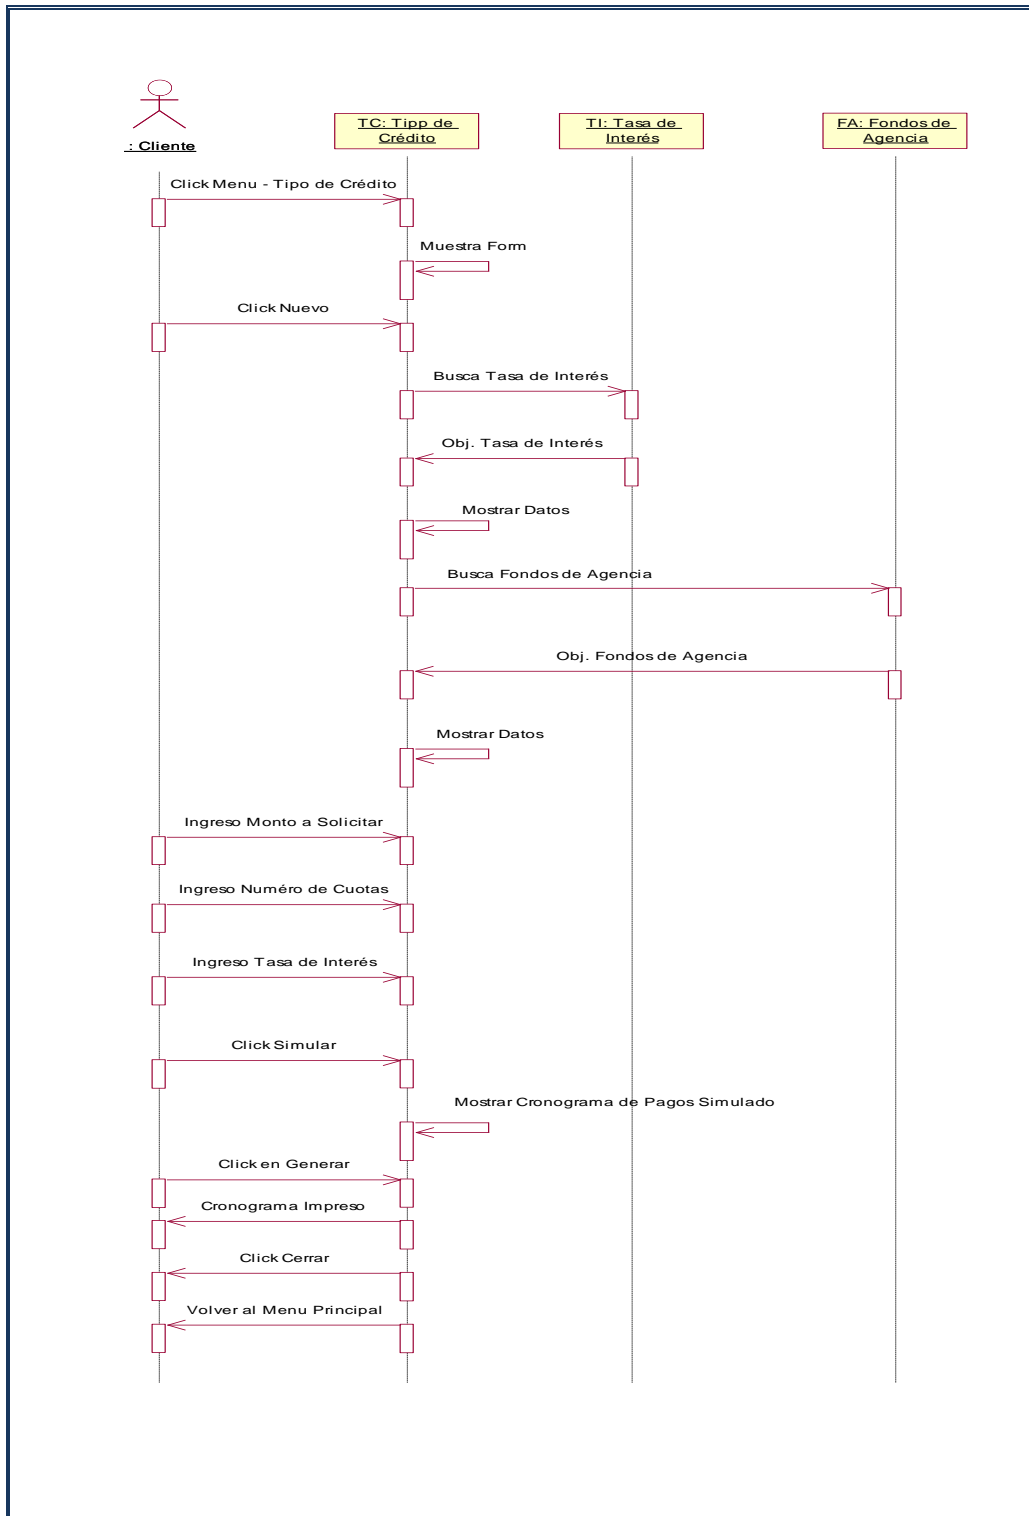 : Cliente
TC: Tipp de
Crédito
TI: Tasa de
Interés
FA: Fondos de
Agencia
Click Menu - Tipo de Crédito
Muestra Form
Click Nuevo
Busca Tasa de Interés
Obj. Tasa de Interés
Mostrar Datos
Busca Fondos de Agencia
Obj. Fondos de Agencia
Mostrar Datos
Ingreso Monto a Solicitar
Ingreso Numéro de Cuotas
Ingreso Tasa de Interés
Click Simular
Mostrar Cronograma de Pagos Simulado
Click en Generar
Cronograma Impreso
Click Cerrar
Volver al Menu Principal